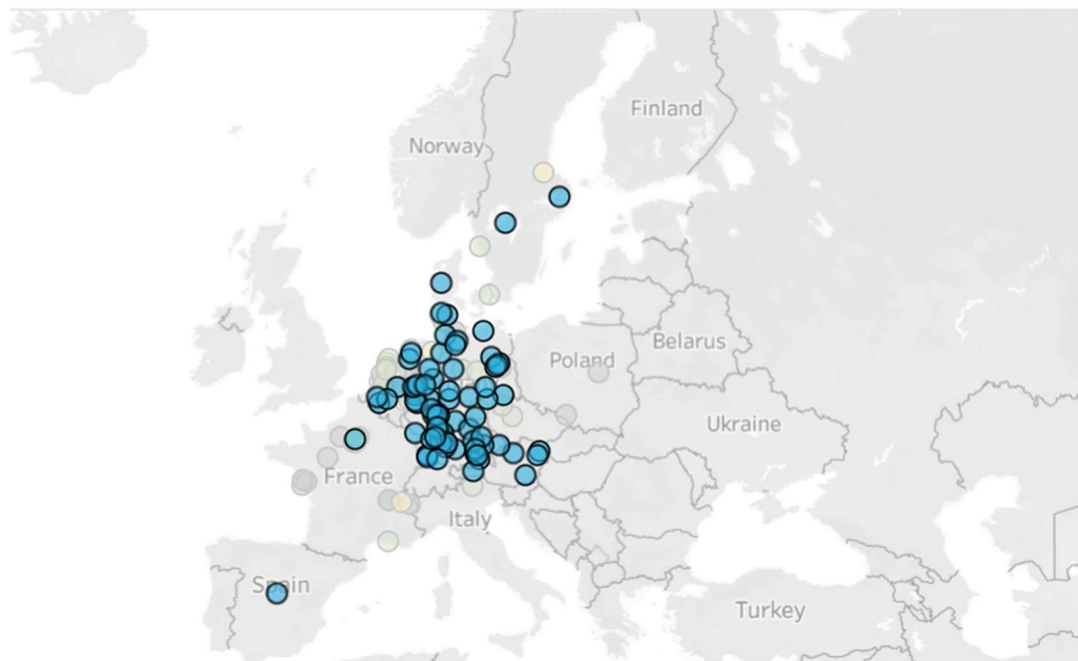 Finland
Norway
Belarus
Poland
Ukraine
France
Italy
Spain
Turkey